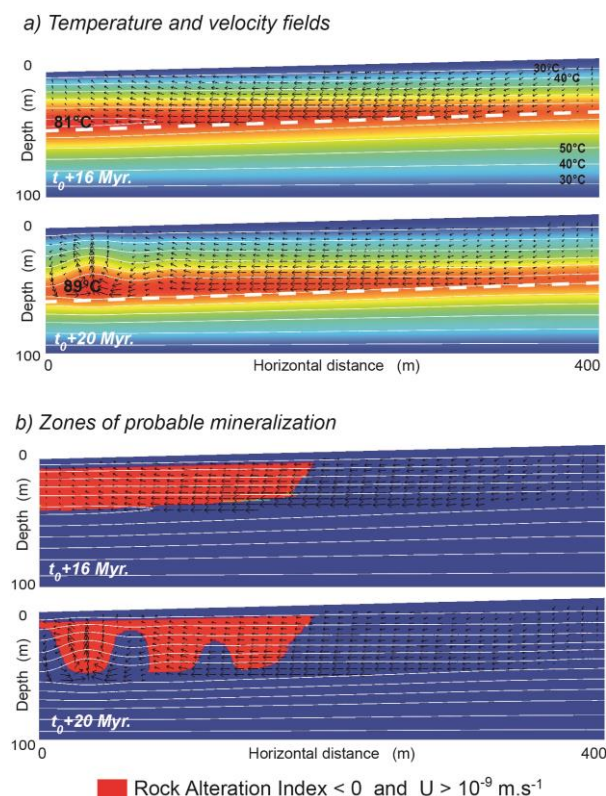 a) Temperature and velocity fields
0
30°C
40°C
Depth (m)
81°C
50°C
40°C
t₀+16 Myr.
30°C
100
0
Depth (m)
89°C
t₀+20 Myr.
100
0
Horizontal distance (m)
400
b) Zones of probable mineralization
0
Depth (m)
t₀+16 Myr.
100
0
Depth (m)
t₀+20 Myr.
100
0
Horizontal distance (m)
400
Rock Alteration Index < 0 and U > 10⁻⁹ m.s⁻¹